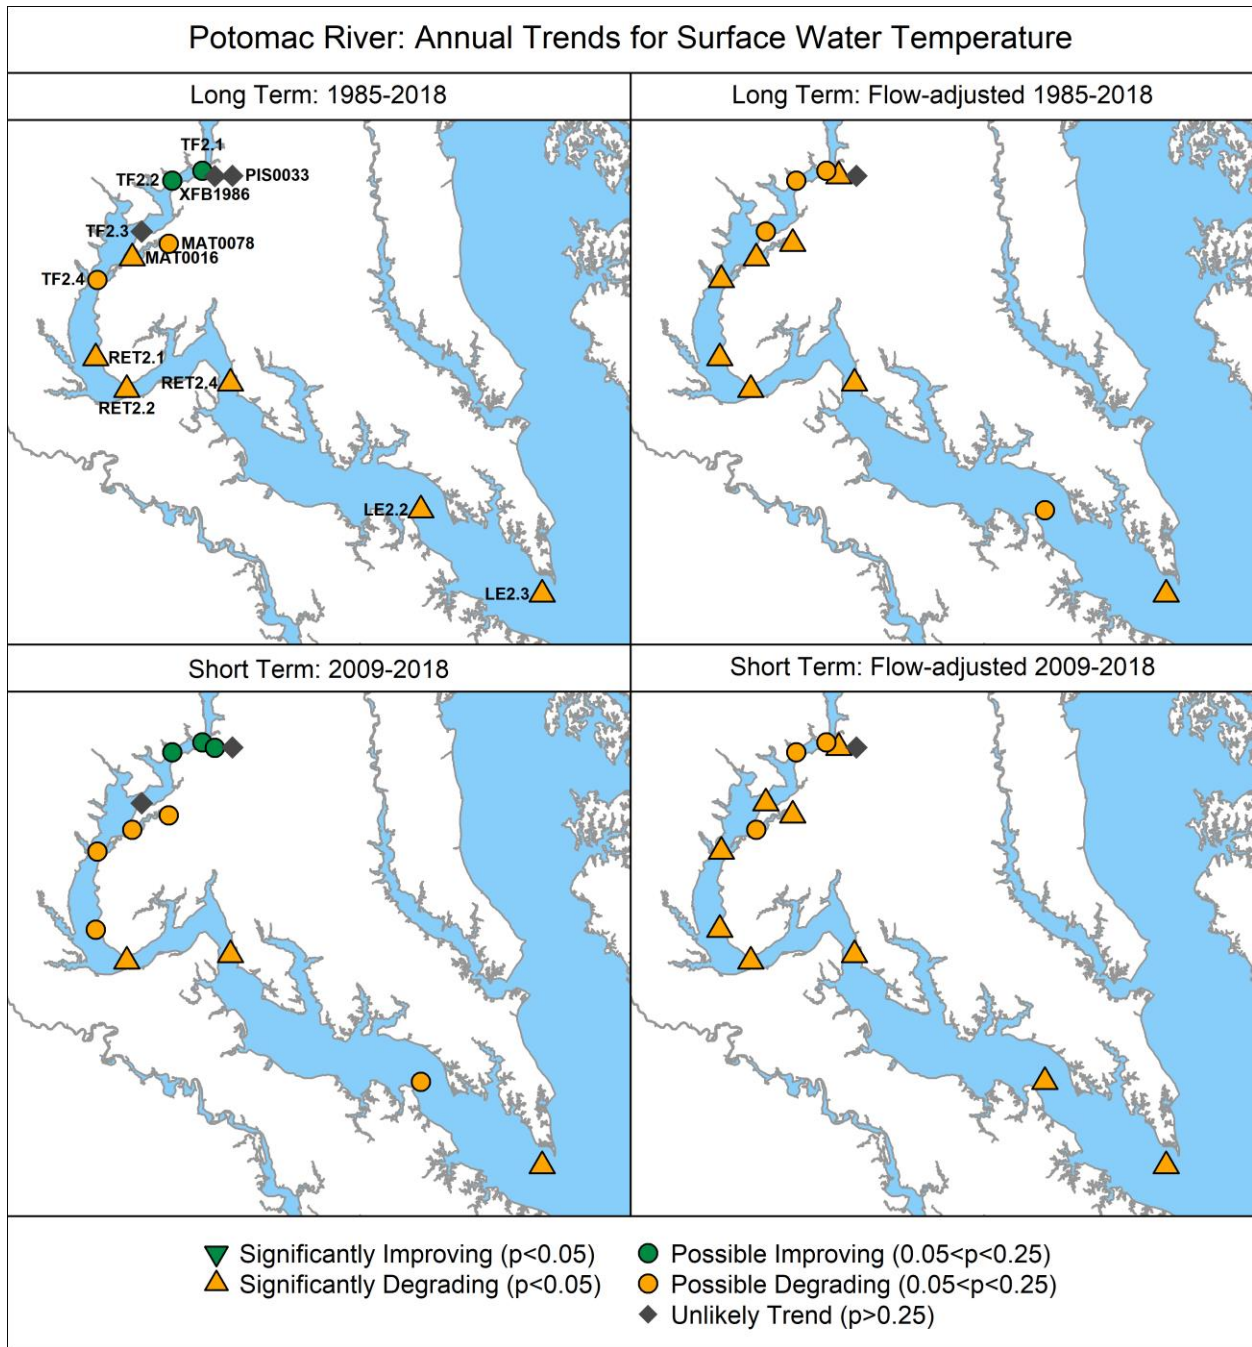 Potomac River: Annual Trends for Surface Water Temperature
Long Term: 1985-2018
Long Term: Flow-adjusted 1985-2018
TF2.1
TF2.2
PIS0033
XFB1986
TF2.3
MAT0078
MAT0016
TF2.4
RET2.1
RET2.4
RET2.2
LE2.2
LE2.3
Short Term: 2009-2018
Short Term: Flow-adjusted 2009-2018
Significantly Improving (p<0.05)
Possible Improving (0.05<p<0.25)
Significantly Degrading (p<0.05)
Possible Degrading (0.05<p<0.25)
Unlikely Trend (p>0.25)